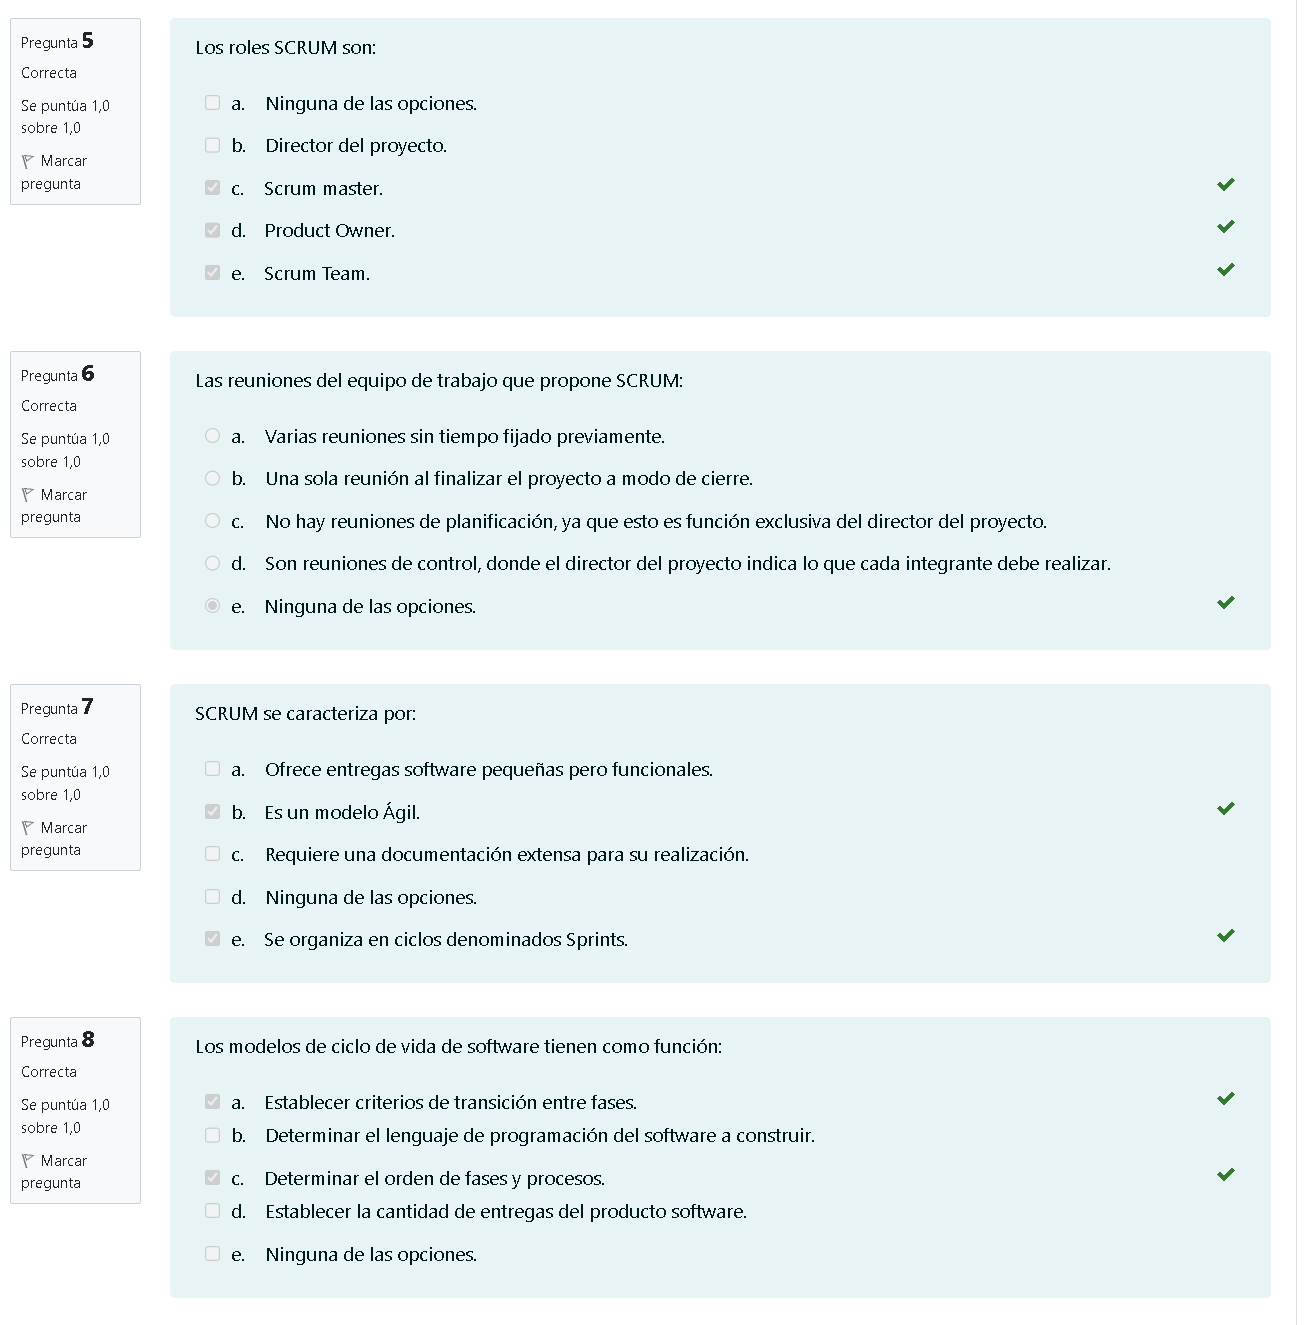 Pregunta 5
Correcta
Se puntúa 1,0
sobre 1,0
Marcar
pregunta
Los roles SCRUM son:
a. Ninguna de las opciones.
b. Director del proyecto.
c. Scrum master.
d. Product Owner.
e. Scrum Team.
Pregunta 6
Correcta
Se puntúa 1,0
sobre 1,0
Marcar
pregunta
Las reuniones del equipo de trabajo que propone SCRUM:
a. Varias reuniones sin tiempo fijado previamente.
b. Una sola reunión al finalizar el proyecto a modo de cierre.
c. No hay reuniones de planificación, ya que esto es función exclusiva del director del proyecto.
d. Son reuniones de control, donde el director del proyecto indica lo que cada integrante debe realizar.
e. Ninguna de las opciones.
Pregunta 7
Correcta
Se puntúa 1,0
sobre 1,0
Marcar
pregunta
SCRUM se caracteriza por:
a. Ofrece entregas software pequeñas pero funcionales.
b. Es un modelo Ágil.
c. Requiere una documentación extensa para su realización.
d. Ninguna de las opciones.
e. Se organiza en ciclos denominados Sprints.
Pregunta 8
Correcta
Se puntúa 1,0
sobre 1,0
Marcar
pregunta
Los modelos de ciclo de vida de software tienen como función:
a. Establecer criterios de transición entre fases.
b. Determinar el lenguaje de programación del software a construir.
c. Determinar el orden de fases y procesos.
d. Establecer la cantidad de entregas del producto software.
e. Ninguna de las opciones.